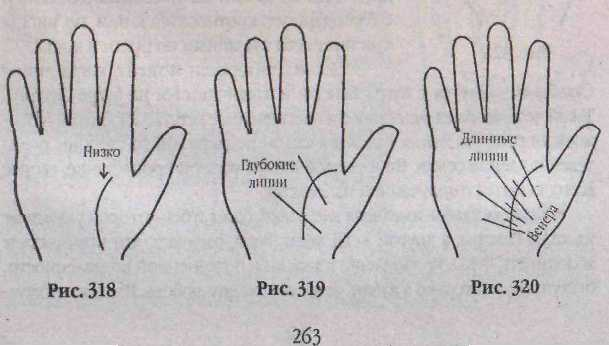 Низко
Глубокие
линии
Длинные
линии
Венера
Рис. 318
Рис. 319
Рис. 320
263